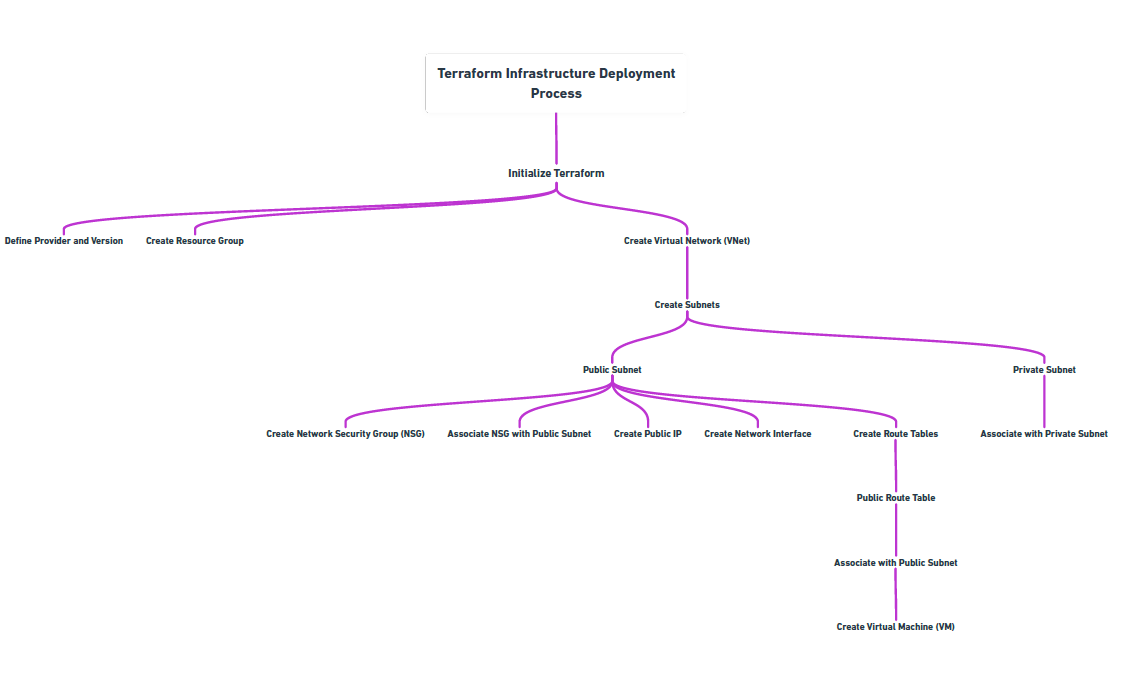 Terraform Infrastructure Deployment
Process
Initialize Terraform
Define Provider and Version
Create Resource Group
Create Virtual Network (VNet)
Create Subnets
Public Subnet
Private Subnet
Create Network Security Group (NSG)
Associate NSG with Public Subnet
Create Public IP
Create Network Interface
Create Route Tables
Associate with Private Subnet
Public Route Table
Associate with Public Subnet
Create Virtual Machine (VM)